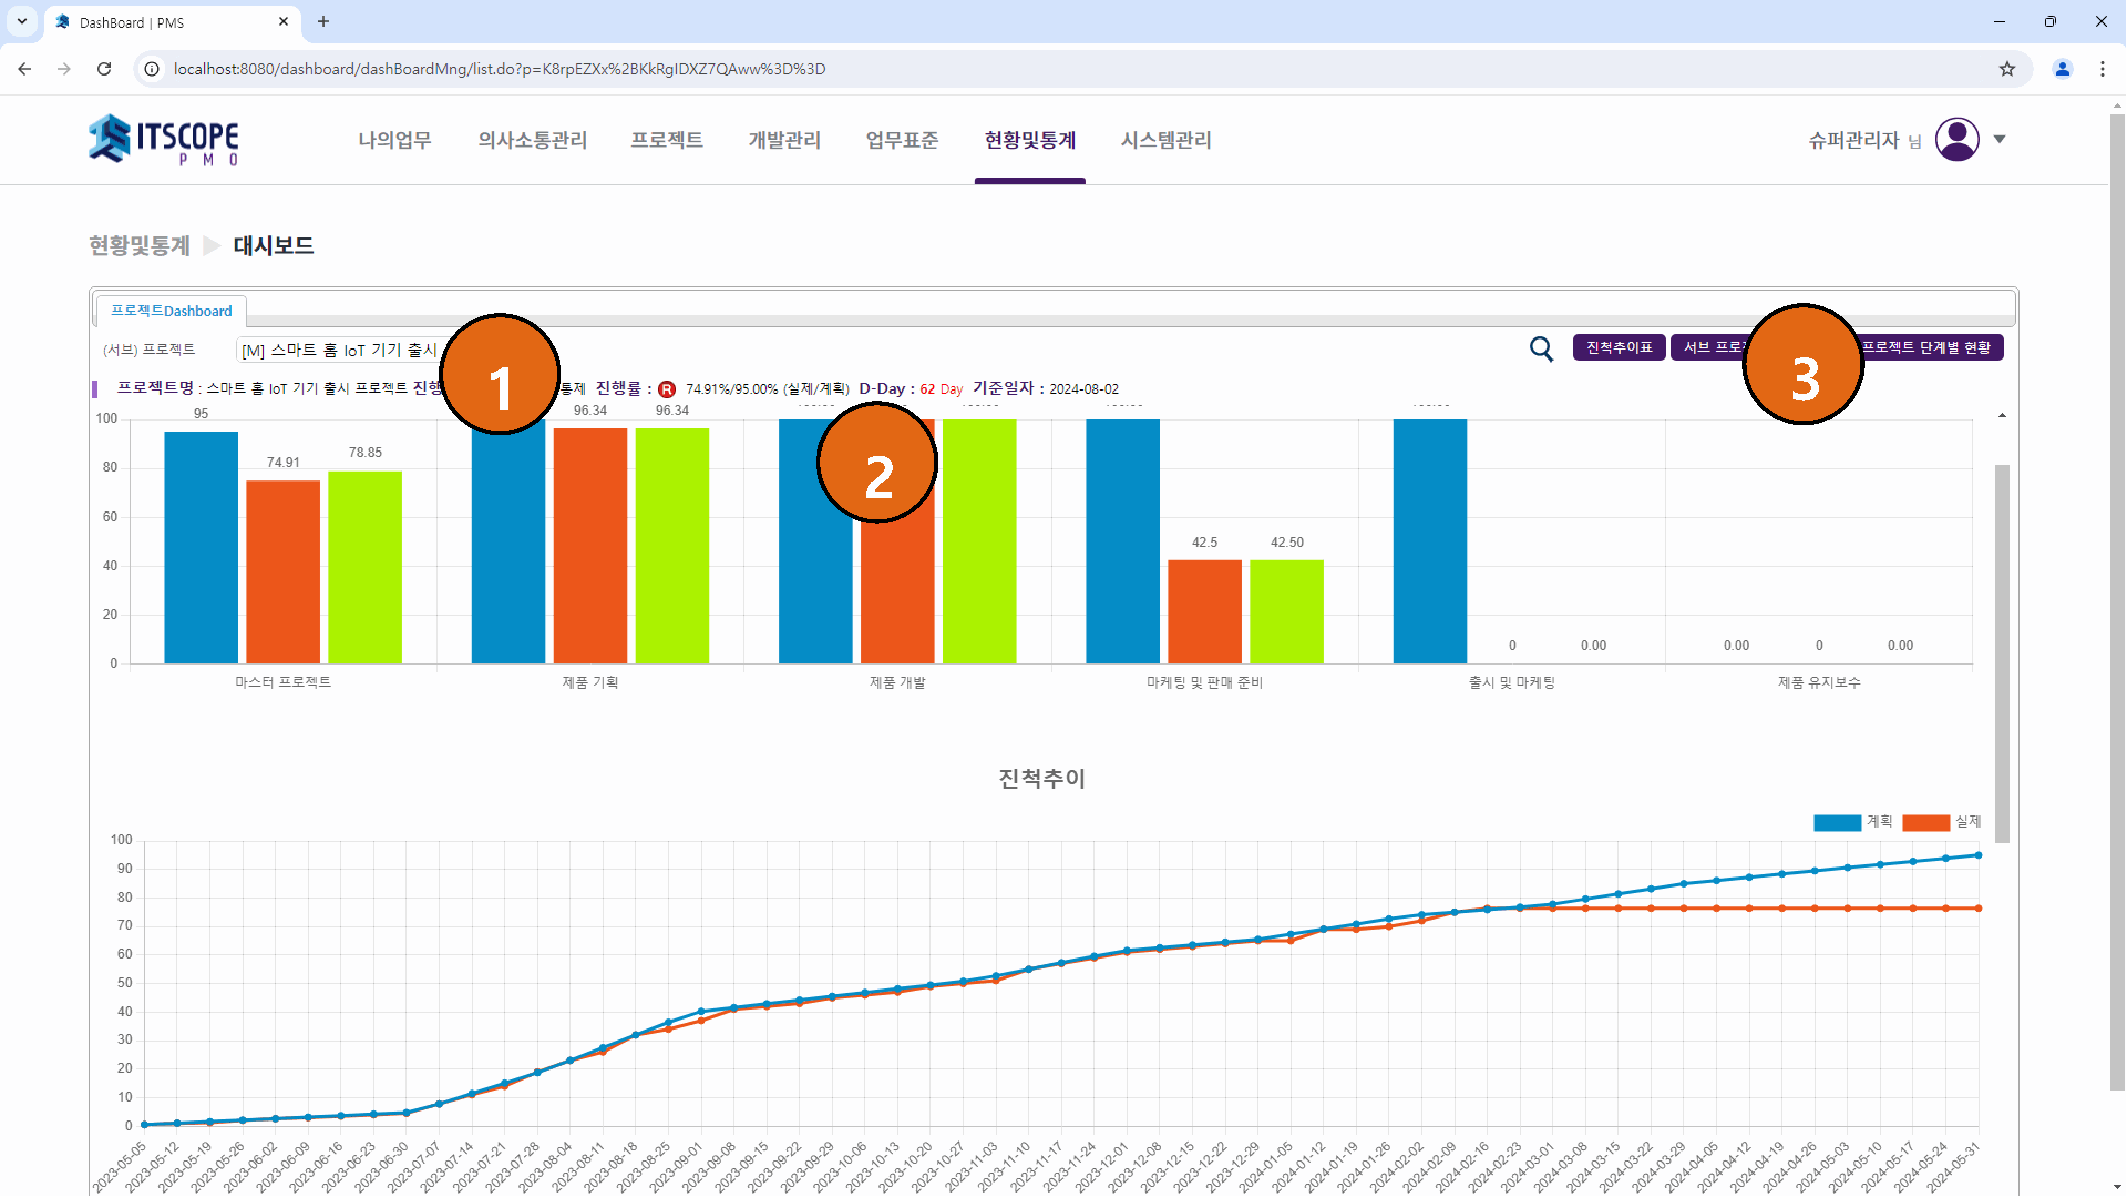 DashBoard | PMS
localhost:8080/dashboard/dashBoardMng/list.do?p=K8rpEZXx%2BKkRgIDXZ7QAww%3D%3D
ITSCOPE
PMO
나의업무 의사소통관리 프로젝트 개발관리 업무표준 현황및통계 시스템관리
슈퍼관리자 님
현황및통계 대시보드
프로젝트Dashboard
(서브) 프로젝트 [M] 스마트 홈 IoT 기기 출시
진척추이표 서브 프로 프로젝트 단계별 현황
1
2
3
프로젝트명 : 스마트 홈 IoT 기기 출시 프로젝트 진행 통제 진행률 : R 74.91%/95.00% (실제/계획) D-Day : 62 Day 기준일자 : 2024-08-02
100
80
60
40
20
0
95 74.91 78.85
96.34 96.34
42.5 42.50
0 0.00
0.00 0 0.00
마스터 프로젝트 제품 기획 제품 개발 마케팅 및 판매 준비 출시 및 마케팅 제품 유지보수
진척추이
계획 실제
100
90
80
70
60
50
40
30
20
10
0
2023-05-05 2023-05-12 2023-05-19 2023-05-26 2023-06-02 2023-06-09 2023-06-16 2023-06-23 2023-06-30 2023-07-07 2023-07-14 2023-07-21 2023-07-28 2023-08-04 2023-08-11 2023-08-18 2023-08-25 2023-09-01 2023-09-08 2023-09-15 2023-09-22 2023-09-29 2023-10-06 2023-10-13 2023-10-20 2023-10-27 2023-11-03 2023-11-10 2023-11-17 2023-11-24 2023-12-01 2023-12-08 2023-12-15 2023-12-22 2023-12-29 2024-01-05 2024-01-12 2024-01-19 2024-01-26 2024-02-02 2024-02-09 2024-02-16 2024-02-23 2024-03-01 2024-03-08 2024-03-15 2024-03-22 2024-03-29 2024-04-05 2024-04-12 2024-04-19 2024-04-26 2024-05-03 2024-05-10 2024-05-17 2024-05-24 2024-05-31